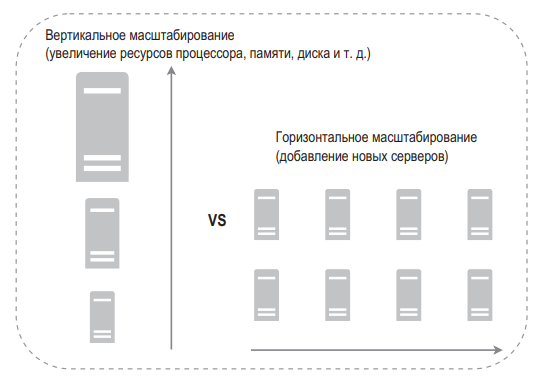 Вертикальное масштабирование
(увеличение ресурсов процессора, памяти, диска и т. д.)
Горизонтальное масштабирование
(добавление новых серверов)
VS